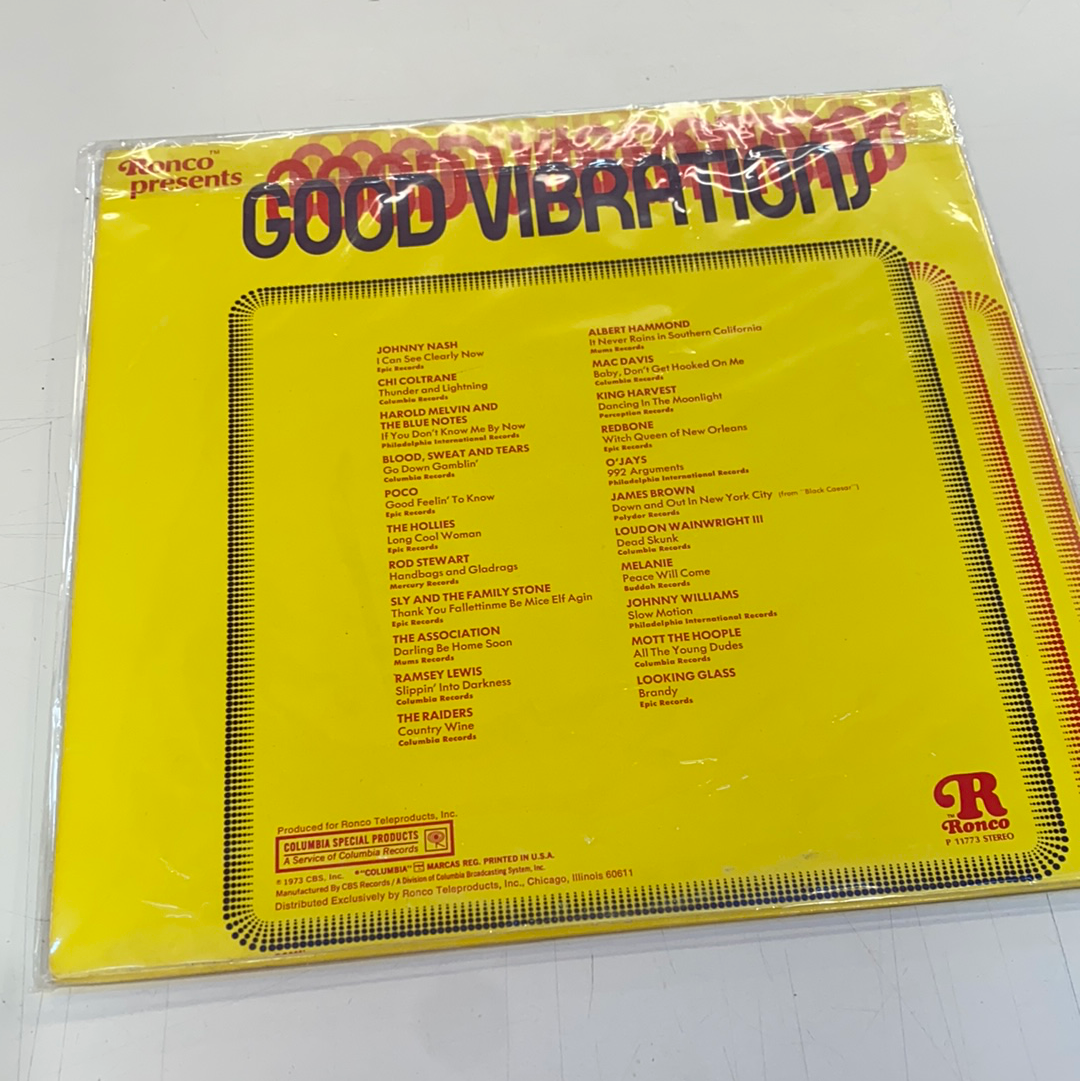 Ronco™
presents
GOOD VIBRATIONS
JOHNNY NASH
I Can See Clearly Now
Epic Records
CHI COLTRANE
Thunder and Lightning
Columbia Records
HAROLD MELVIN AND
THE BLUE NOTES
If You Don't Know Me By Now
Philadelphia International Records
BLOOD, SWEAT AND TEARS
Go Down Gamblin'
Columbia Records
POCO
Good Feelin' To Know
Epic Records
THE HOLLIES
Long Cool Woman
Epic Records
ROD STEWART
Handbags and Gladrags
Mercury Records
SLY AND THE FAMILY STONE
Thank You Fallettinme Be Mice Elf Agin
Epic Records
THE ASSOCIATION
Darling Be Home Soon
Mums Records
RAMSEY LEWIS
Slippin' Into Darkness
Columbia Records
THE RAIDERS
Country Wine
Columbia Records
ALBERT HAMMOND
It Never Rains in Southern California
Mums Records
MAC DAVIS
Baby, Don't Get Hooked On Me
Columbia Records
KING HARVEST
Dancing In The Moonlight
Perception Records
REDBONE
Witch Queen of New Orleans
Epic Records
O'JAYS
992 Arguments
Philadelphia International Records
JAMES BROWN
Down and Out In New York City (from "Black Caesar")
Polydor Records
LOUDON WAINWRIGHT III
Dead Skunk
Columbia Records
MELANIE
Peace Will Come
Buddah Records
JOHNNY WILLIAMS
Slow Motion
Philadelphia International Records
MOTT THE HOOPLE
All The Young Dudes
Columbia Records
LOOKING GLASS
Brandy
Epic Records
Produced for Ronco Teleproducts, Inc.
COLUMBIA SPECIAL PRODUCTS
A Service of Columbia Records
© 1973 CBS, Inc. ®"COLUMBIA" MARCAS REG. PRINTED IN U.S.A.
Manufactured By CBS Records / A Division of Columbia Broadcasting System, Inc.
Distributed Exclusively by Ronco Teleproducts, Inc., Chicago, Illinois 60611
R
™Ronco
P 11773 STEREO